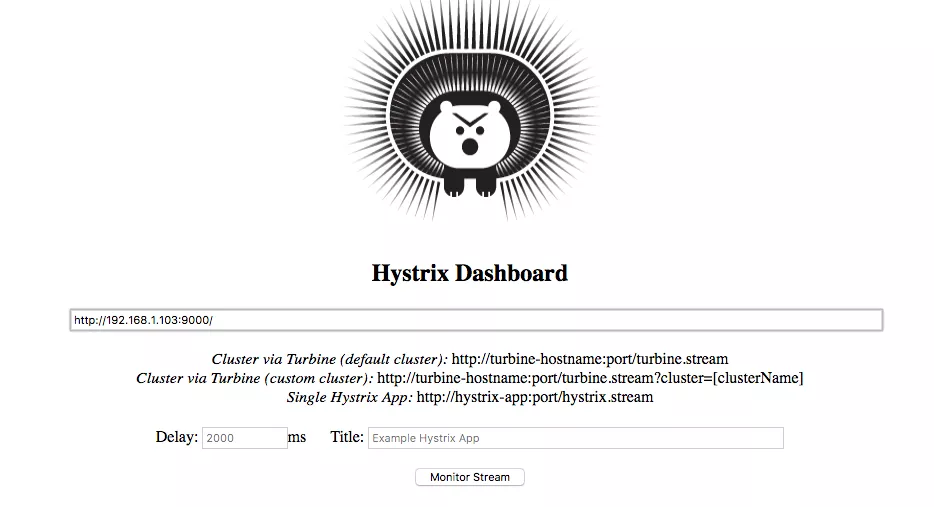 Hystrix Dashboard
http://192.168.1.103:9000/
Cluster via Turbine (default cluster): http://turbine-hostname:port/turbine.stream
Cluster via Turbine (custom cluster): http://turbine-hostname:port/turbine.stream?cluster=[clusterName]
Single Hystrix App: http://hystrix-app:port/hystrix.stream
Delay: 2000 ms Title: Example Hystrix App
Monitor Stream